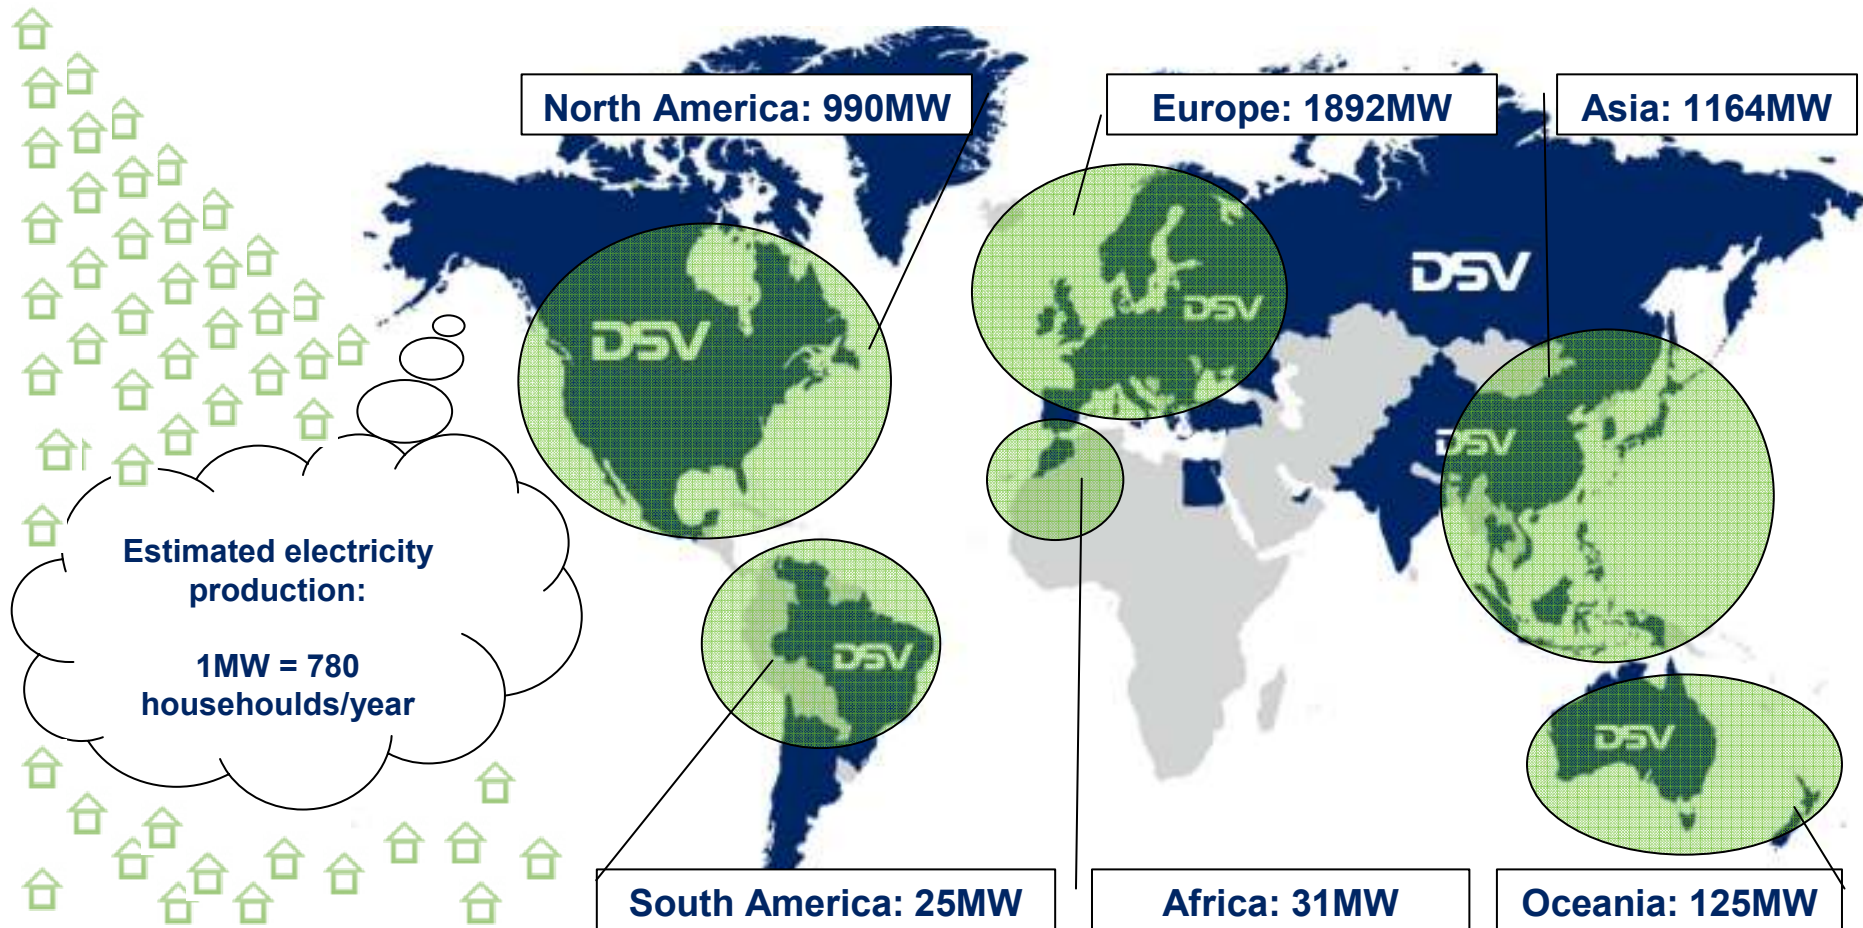 North America: 990MW
Europe: 1892MW
Asia: 1164MW
DSV
DSV
DSV
DSV
Estimated electricity
production:
1MW = 780
househoulds/year
DSV
DSV
South America: 25MW
Africa: 31MW
Oceania: 125MW